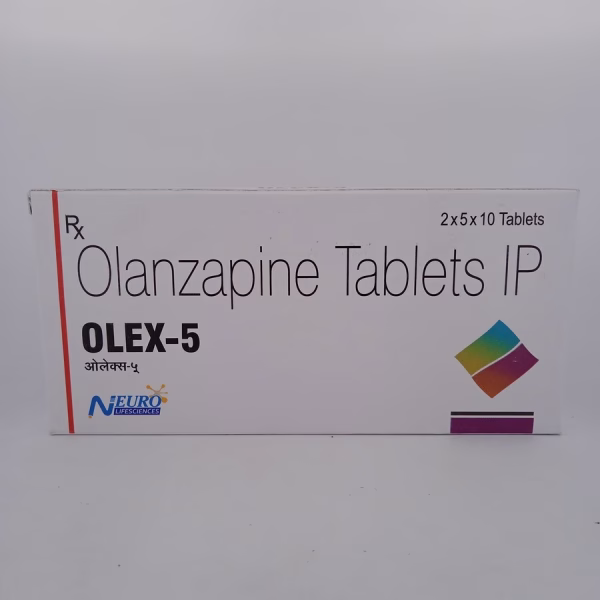 Rx
2x5x10 Tablets
Olanzapine Tablets IP
OLEX-5
ओलेक्स-५
NEURO
LIFESCIENCES